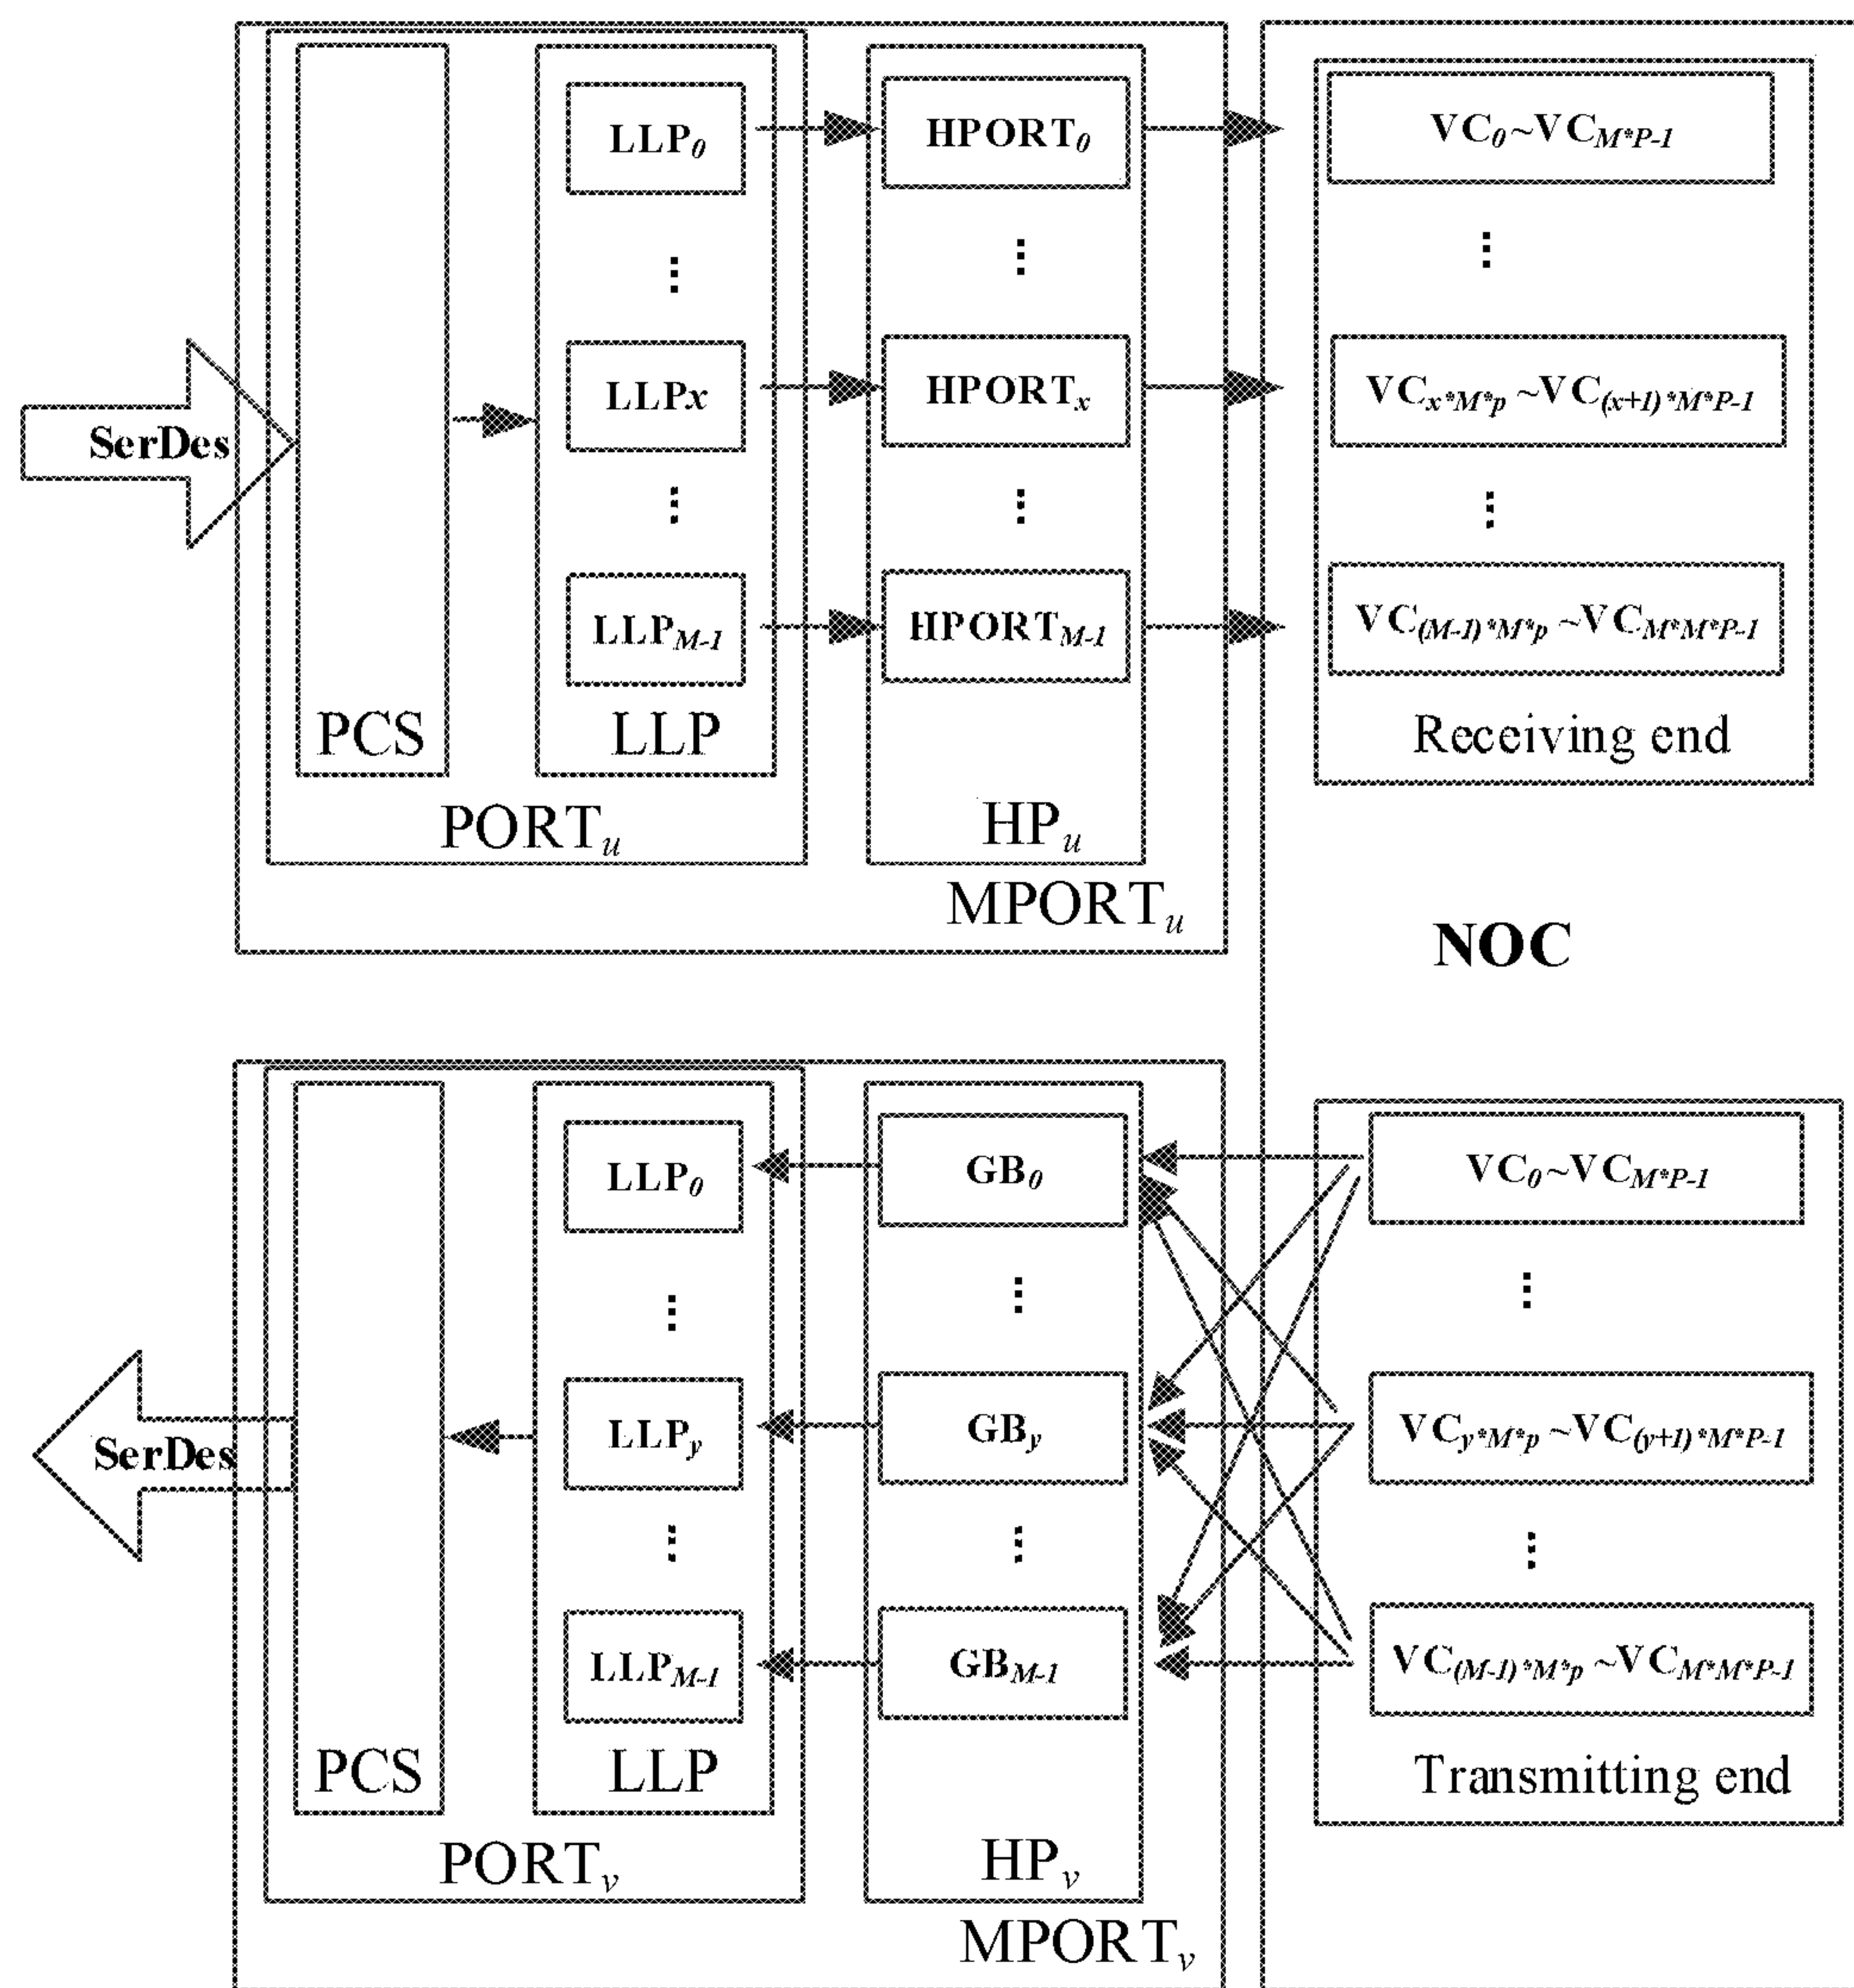 LLP0 HPORT0 VC0 ~VCM*P-1
⋮ ⋮ ⋮
SerDes LLPx HPORTx VCx*M*p ~VC(x+1)*M*P-1
⋮ ⋮ ⋮
LLPM-1 HPORTM-1 VC(M-1)*M*p ~VCM*M*P-1
PCS LLP Receiving end
PORTu HPu
MPORTu
NOC
LLP0 GB0 VC0 ~VCM*P-1
⋮ ⋮ ⋮
SerDes LLPy GBy VCy*M*p ~VC(y+1)*M*P-1
⋮ ⋮ ⋮
LLPM-1 GBM-1 VC(M-1)*M*p ~VCM*M*P-1
PCS LLP Transmitting end
PORTv HPv
MPORTv